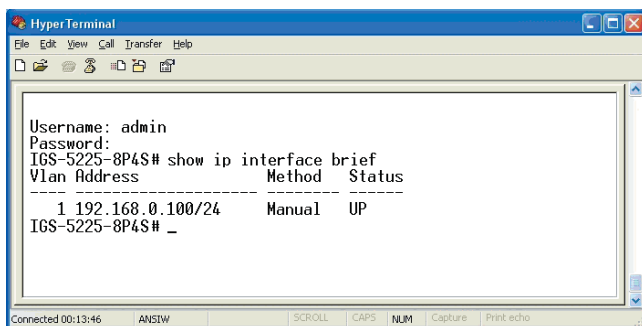 HyperTerminal
File Edit View Call Transfer Help
Username: admin
Password:
IGS-5225-8P4S# show ip interface brief
Vlan Address Method Status
---- -------------------- -------- ------
1 192.168.0.100/24 Manual UP
IGS-5225-8P4S# _
Connected 00:13:46 ANSIW SCROLL CAPS NUM Capture Print echo